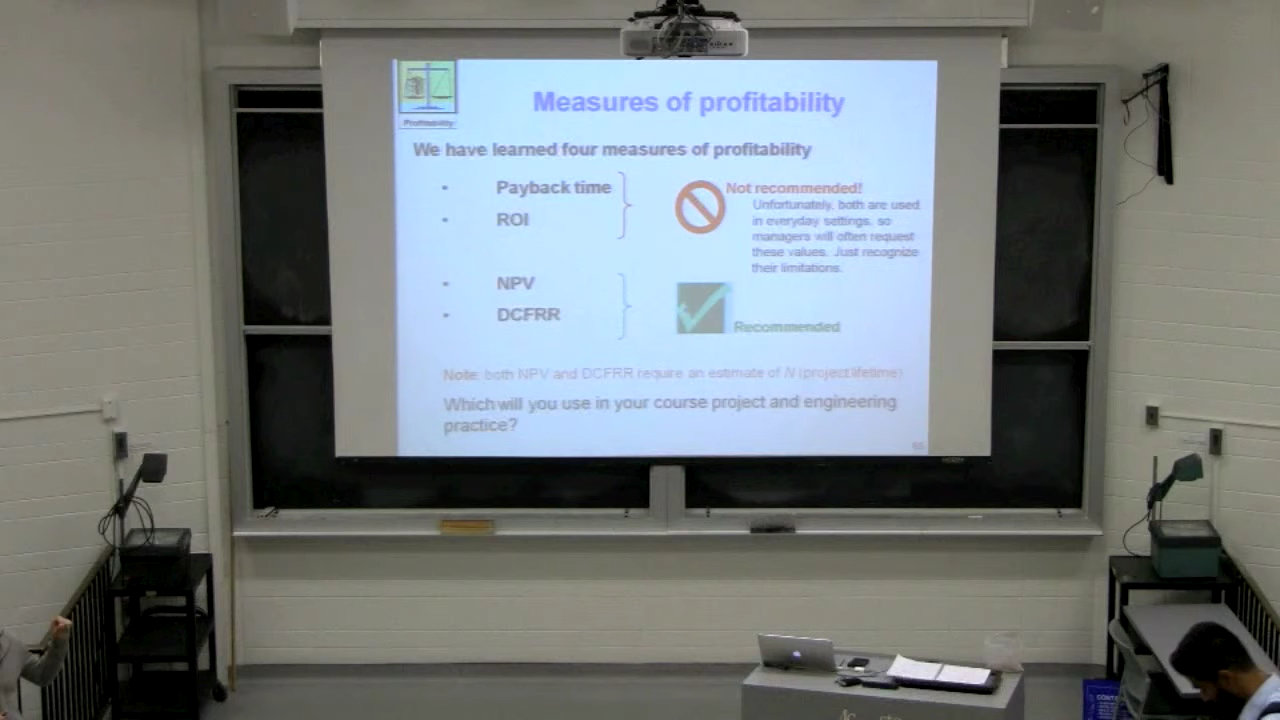 Measures of profitability
Profitability
We have learned four measures of profitability
• Payback time
• ROI
Not recommended!
Unfortunately, both are used
in everyday settings, so
managers will often request
these values. Just recognize
their limitations.
• NPV
• DCFRR
Recommended
Note: both NPV and DCFRR require an estimate of N (project lifetime)
Which will you use in your course project and engineering
practice?